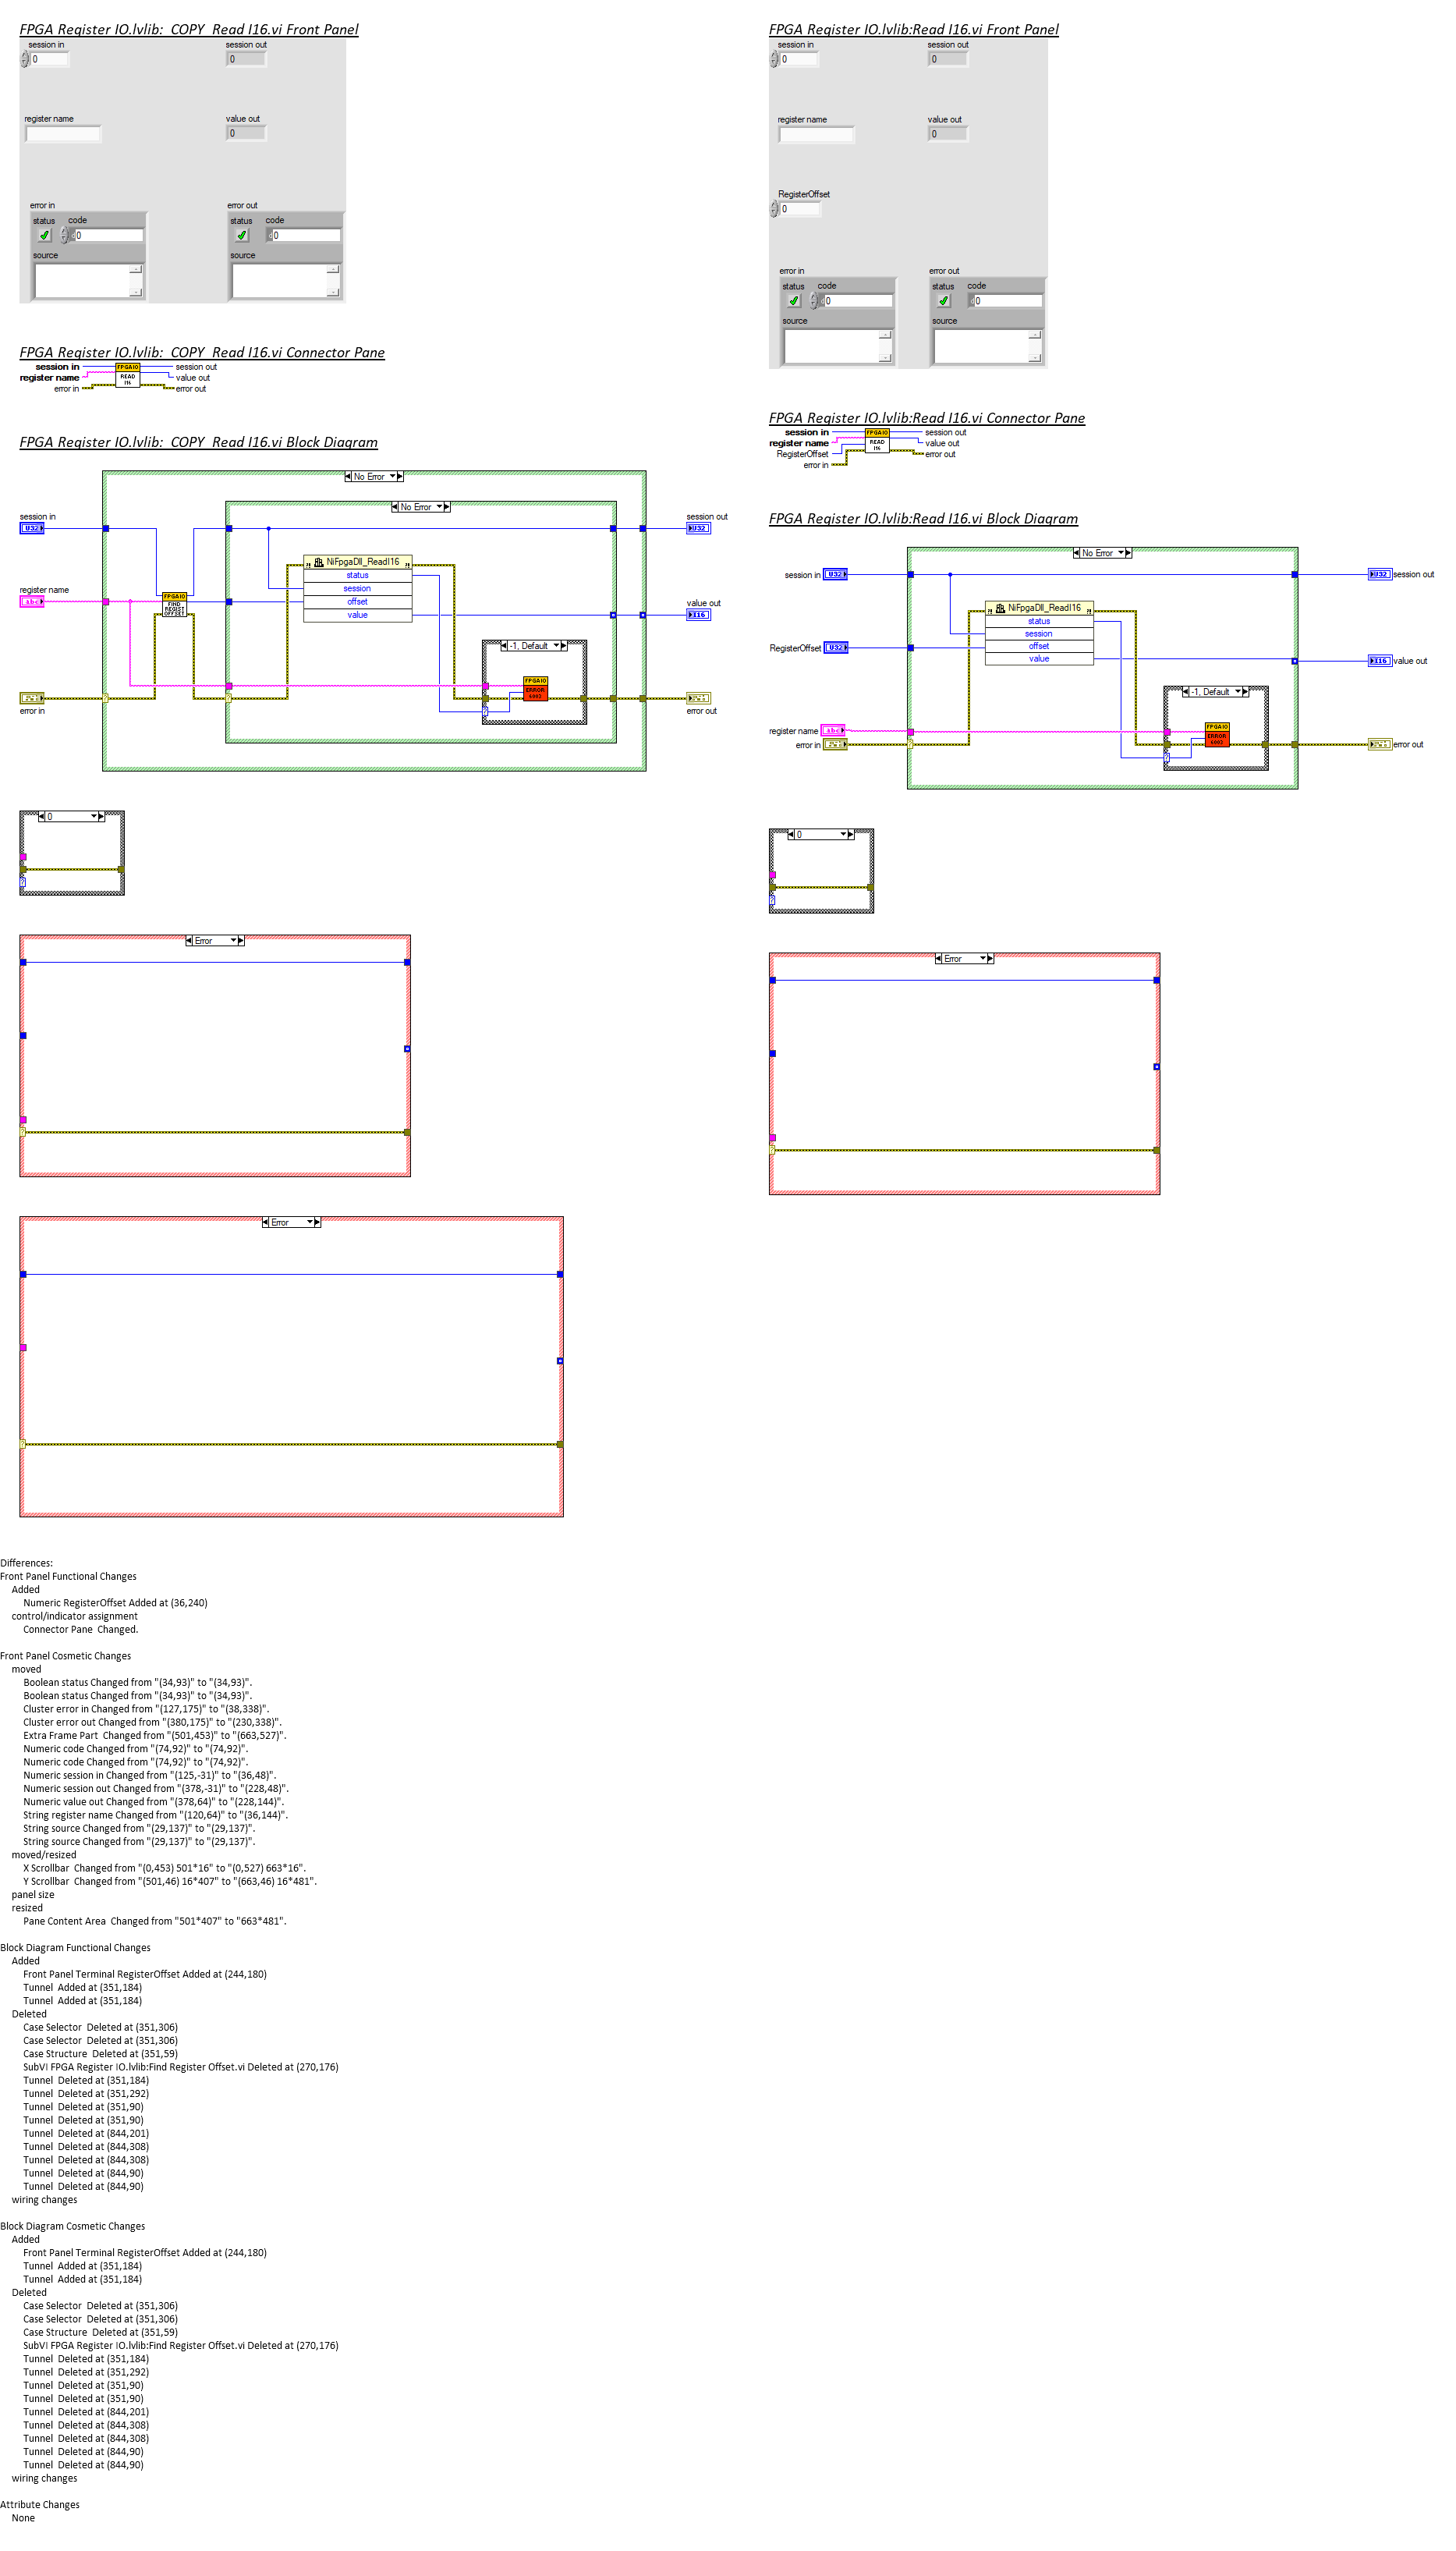 FPGA Register IO.lvlib:  COPY  Read I16.vi Front Panel
session in
0
session out
0
register name
value out
0
error in
status
code
0
source
error out
status
code
0
source
FPGA Register IO.lvlib:  COPY  Read I16.vi Connector Pane
session in
register name
error in
FPGAIO
READ
I16
session out
value out
error out
FPGA Register IO.lvlib:  COPY  Read I16.vi Block Diagram
No Error
No Error
session in
U32
session out
U32
NiFpgaDll_ReadI16
status
session
offset
value
register name
abc
FPGAIO
FIND
REGIST
OFFSET
value out
I16
-1, Default
FPGAIO
ERROR
error in
error out
0
Error
Error
FPGA Register IO.lvlib:Read I16.vi Front Panel
session in
0
session out
0
register name
value out
0
RegisterOffset
0
error in
status
code
0
source
error out
status
code
0
source
FPGA Register IO.lvlib:Read I16.vi Connector Pane
session in
register name
RegisterOffset
error in
FPGAIO
READ
I16
session out
value out
error out
FPGA Register IO.lvlib:Read I16.vi Block Diagram
No Error
session in
U32
U32
session out
NiFpgaDll_ReadI16
status
session
offset
value
RegisterOffset
U32
I16
value out
-1, Default
FPGAIO
ERROR
register name
abc
error in
error out
0
Error
Differences:
Front Panel Functional Changes
Added
Numeric RegisterOffset Added at (36,240)
control/indicator assignment
Connector Pane  Changed.
Front Panel Cosmetic Changes
moved
Boolean status Changed from "(34,93)" to "(34,93)".
Boolean status Changed from "(34,93)" to "(34,93)".
Cluster error in Changed from "(127,175)" to "(38,338)".
Cluster error out Changed from "(380,175)" to "(230,338)".
Extra Frame Part  Changed from "(501,453)" to "(663,527)".
Numeric code Changed from "(74,92)" to "(74,92)".
Numeric code Changed from "(74,92)" to "(74,92)".
Numeric session in Changed from "(125,-31)" to "(36,48)".
Numeric session out Changed from "(378,-31)" to "(228,48)".
Numeric value out Changed from "(378,64)" to "(228,144)".
String register name Changed from "(120,64)" to "(36,144)".
String source Changed from "(29,137)" to "(29,137)".
String source Changed from "(29,137)" to "(29,137)".
moved/resized
X Scrollbar  Changed from "(0,453) 501*16" to "(0,527) 663*16".
Y Scrollbar  Changed from "(501,46) 16*407" to "(663,46) 16*481".
panel size
resized
Pane Content Area  Changed from "501*407" to "663*481".
Block Diagram Functional Changes
Added
Front Panel Terminal RegisterOffset Added at (244,180)
Tunnel  Added at (351,184)
Tunnel  Added at (351,184)
Deleted
Case Selector  Deleted at (351,306)
Case Selector  Deleted at (351,306)
Case Structure  Deleted at (351,59)
SubVI FPGA Register IO.lvlib:Find Register Offset.vi Deleted at (270,176)
Tunnel  Deleted at (351,184)
Tunnel  Deleted at (351,292)
Tunnel  Deleted at (351,90)
Tunnel  Deleted at (351,90)
Tunnel  Deleted at (844,201)
Tunnel  Deleted at (844,308)
Tunnel  Deleted at (844,308)
Tunnel  Deleted at (844,90)
Tunnel  Deleted at (844,90)
wiring changes
Block Diagram Cosmetic Changes
Added
Front Panel Terminal RegisterOffset Added at (244,180)
Tunnel  Added at (351,184)
Tunnel  Added at (351,184)
Deleted
Case Selector  Deleted at (351,306)
Case Selector  Deleted at (351,306)
Case Structure  Deleted at (351,59)
SubVI FPGA Register IO.lvlib:Find Register Offset.vi Deleted at (270,176)
Tunnel  Deleted at (351,184)
Tunnel  Deleted at (351,292)
Tunnel  Deleted at (351,90)
Tunnel  Deleted at (351,90)
Tunnel  Deleted at (844,201)
Tunnel  Deleted at (844,308)
Tunnel  Deleted at (844,308)
Tunnel  Deleted at (844,90)
Tunnel  Deleted at (844,90)
wiring changes
Attribute Changes
None